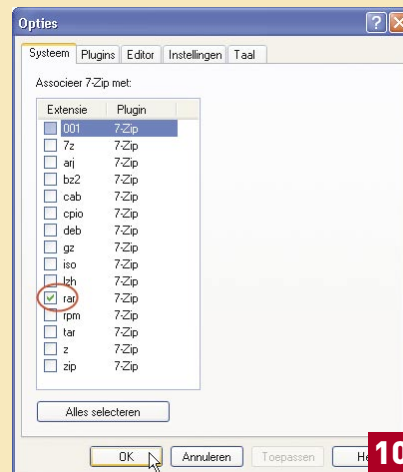 Opties
Systeem Plugins Editor Instellingen Taal
Associeer 7-Zip met:
Extensie Plugin
001 7-Zip
7z 7-Zip
arj 7-Zip
bz2 7-Zip
cab 7-Zip
cpio 7-Zip
deb 7-Zip
gz 7-Zip
iso 7-Zip
lzh 7-Zip
rar 7-Zip
rpm 7-Zip
tar 7-Zip
z 7-Zip
zip 7-Zip
Alles selecteren
OK Annuleren Toepassen
10